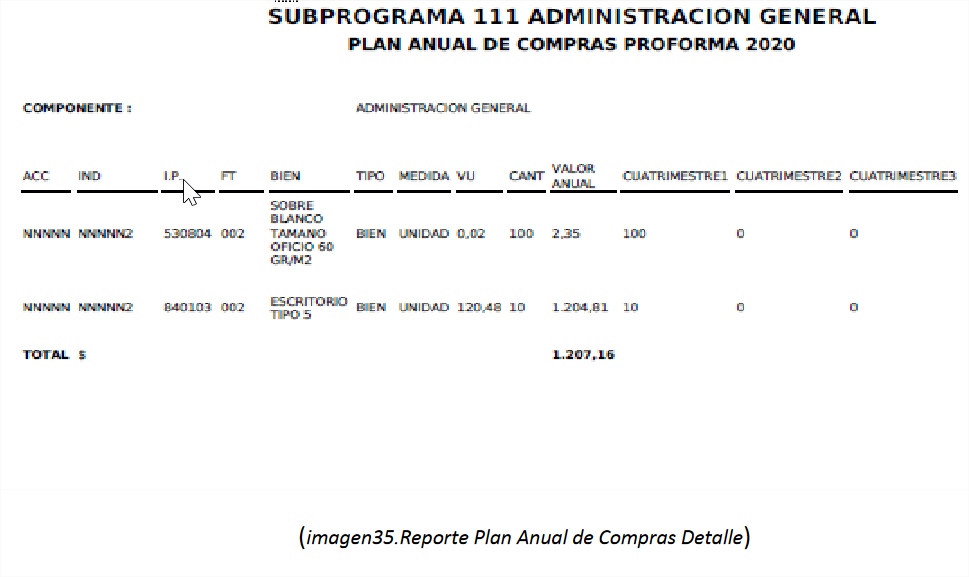 SUBPROGRAMA 111 ADMINISTRACION GENERAL
PLAN ANUAL DE COMPRAS PROFORMA 2020
COMPONENTE : ADMINISTRACION GENERAL
ACC IND I.P. FT BIEN TIPO MEDIDA VU CANT VALOR ANUAL CUATRIMESTRE1 CUATRIMESTRE2 CUATRIMESTRE3
NNNNN NNNNN2 530804 002 SOBRE BLANCO TAMANO OFICIO 60 GR/M2 BIEN UNIDAD 0,02 100 2,35 100 0 0
NNNNN NNNNN2 840103 002 ESCRITORIO TIPO 5 BIEN UNIDAD 120,48 10 1.204,81 10 0 0
TOTAL $ 1.207,16
(imagen35.Reporte Plan Anual de Compras Detalle)